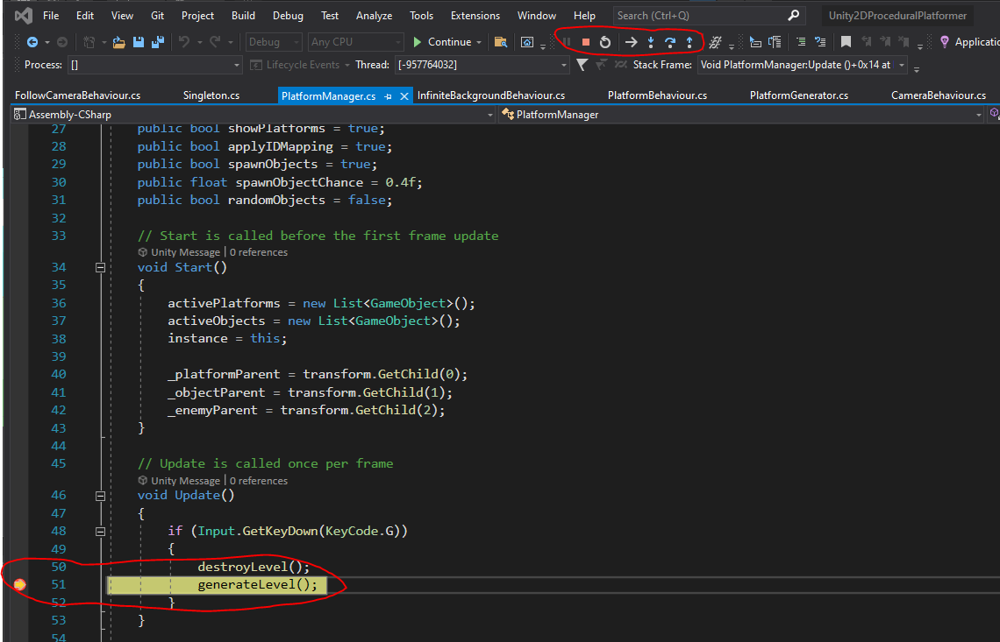 File Edit View Git Project Build Debug Test Analyze Tools Extensions Window Help Search (Ctrl+Q) Unity2DProceduralPlatformer
Debug Any CPU Continue Applicatio
Process: [] Lifecycle Events Thread: [-957764032] Stack Frame: Void PlatformManager:Update ()+0x14 at
FollowCameraBehaviour.cs Singleton.cs PlatformManager.cs InfiniteBackgroundBehaviour.cs PlatformBehaviour.cs PlatformGenerator.cs CameraBehaviour.cs
Assembly-CSharp PlatformManager
27 public bool showPlatforms = true;
28 public bool applyIDMapping = true;
29 public bool spawnObjects = true;
30 public float spawnObjectChance = 0.4f;
31 public bool randomObjects = false;
32
33 // Start is called before the first frame update
Unity Message | 0 references
34 void Start()
35 {
36 activePlatforms = new List<GameObject>();
37 activeObjects = new List<GameObject>();
38 instance = this;
39
40 _platformParent = transform.GetChild(0);
41 _objectParent = transform.GetChild(1);
42 _enemyParent = transform.GetChild(2);
43 }
44
45 // Update is called once per frame
Unity Message | 0 references
46 void Update()
47 {
48 if (Input.GetKeyDown(KeyCode.G))
49 {
50 destroyLevel();
51 generateLevel();
52 }
53 }
54